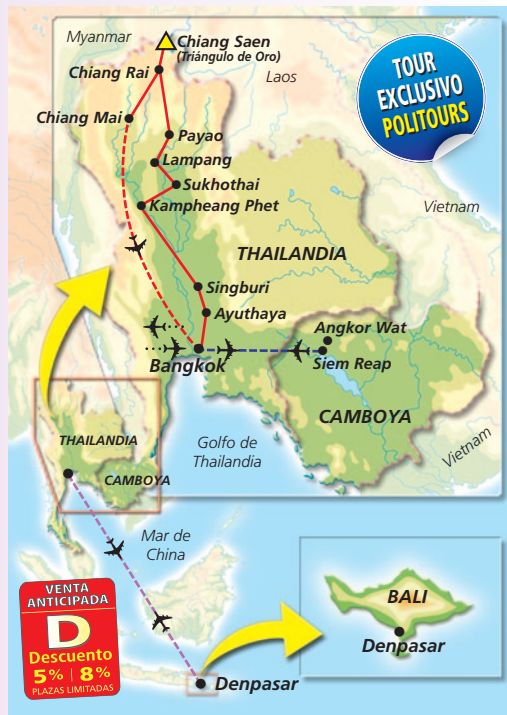 Myanmar
Chiang Saen
(Triángulo de Oro)
Chiang Rai
Laos
TOUR
EXCLUSIVO
POLITOURS
Chiang Mai
Payao
Lampang
Sukhothai
Kampheang Phet
Vietnam
THAILANDIA
Singburi
Ayuthaya
Angkor Wat
Bangkok
Siem Reap
CAMBOYA
Golfo de
Thailandia
Vietnam
THAILANDIA
CAMBOYA
Mar de
China
VENTA
ANTICIPADA
D
Descuento
5% | 8%
PLAZAS LIMITADAS
BALI
Denpasar
Denpasar